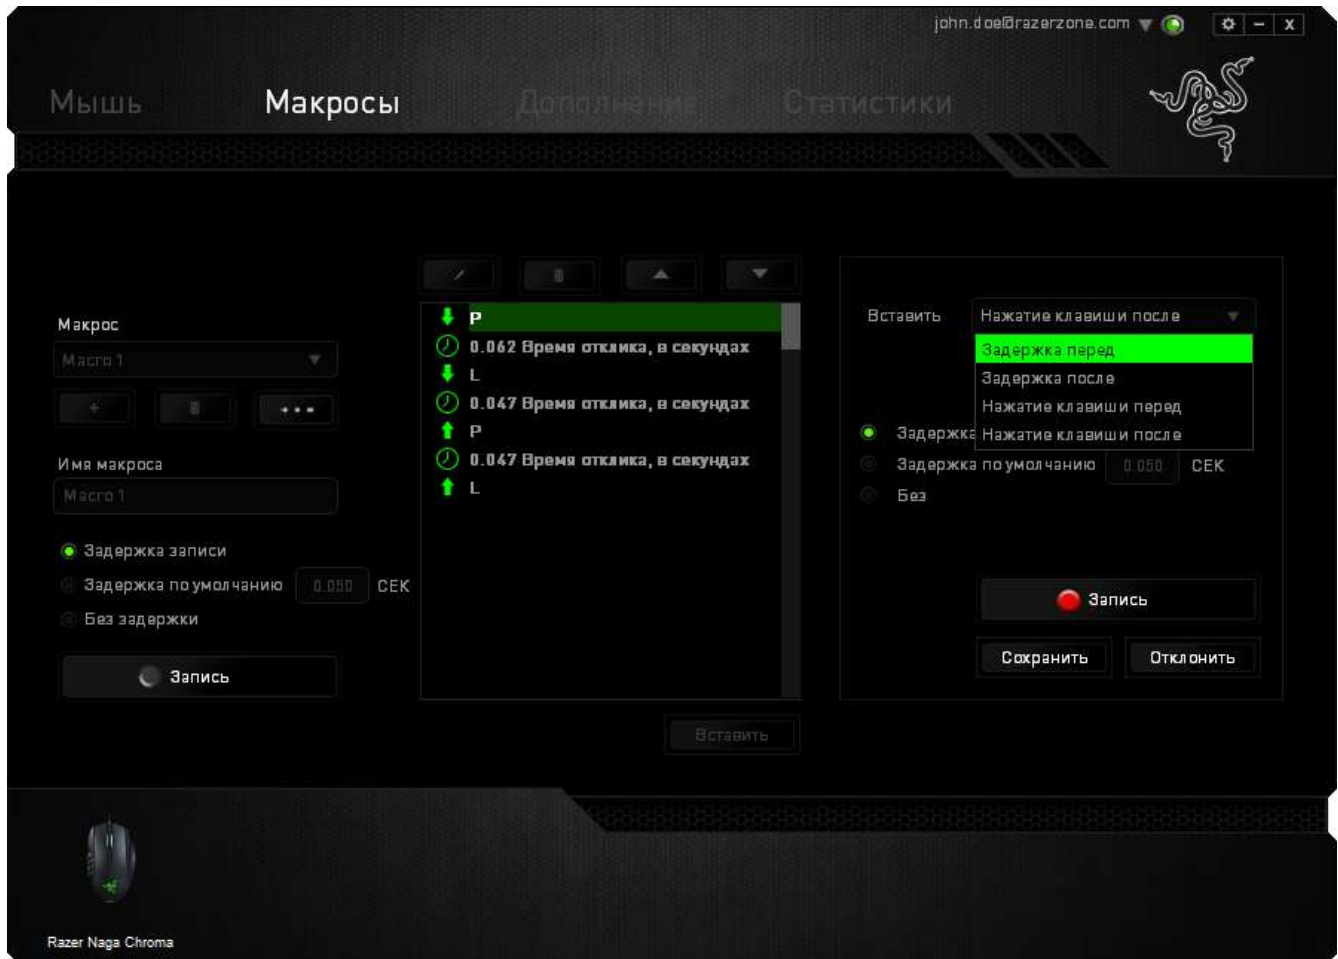 john.doe@razerzone.com
Мышь Макросы Дополнение Статистики
Макрос
Macro 1
Имя макроса
Macro 1
Задержка записи
Задержка по умолчанию 0.050 СЕК
Без задержки
Запись
P
0.062 Время отклика, в секундах
L
0.047 Время отклика, в секундах
P
0.047 Время отклика, в секундах
L
Вставить
Вставить Нажатие клавиши после
Задержка перед
Задержка после
Нажатие клавиши перед
Нажатие клавиши после
Задержка
Задержка по умолчанию 0.050 СЕК
Без
Запись
Сохранить Отклонить
Razer Naga Chroma